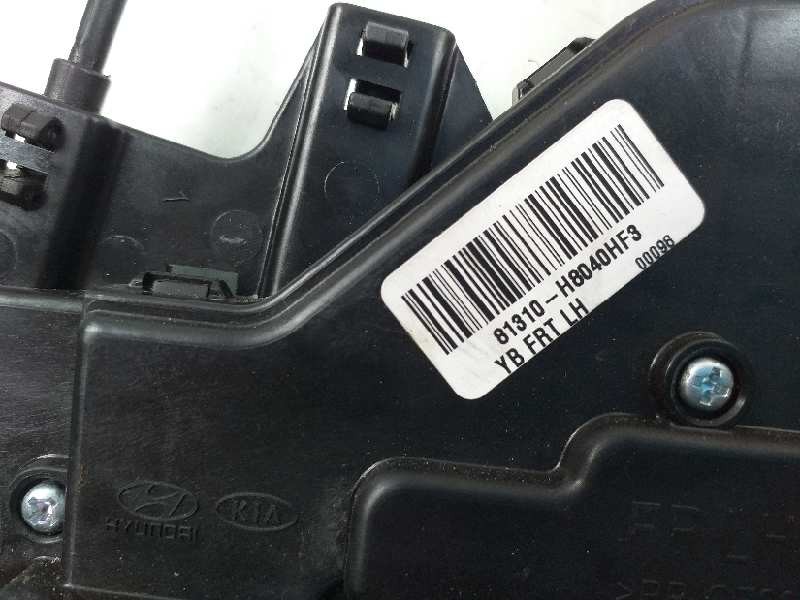 81310-H8040HF3
00098
YB FRT LH
HYUNDAI
KIA